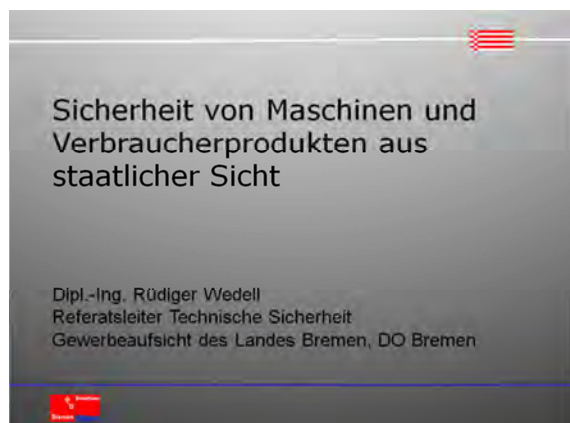 Sicherheit von Maschinen und
Verbraucherprodukten aus
staatlicher Sicht
Dipl.-Ing. Rüdiger Wedell
Referatsleiter Technische Sicherheit
Gewerbeaufsicht des Landes Bremen, DO Bremen
Bremen